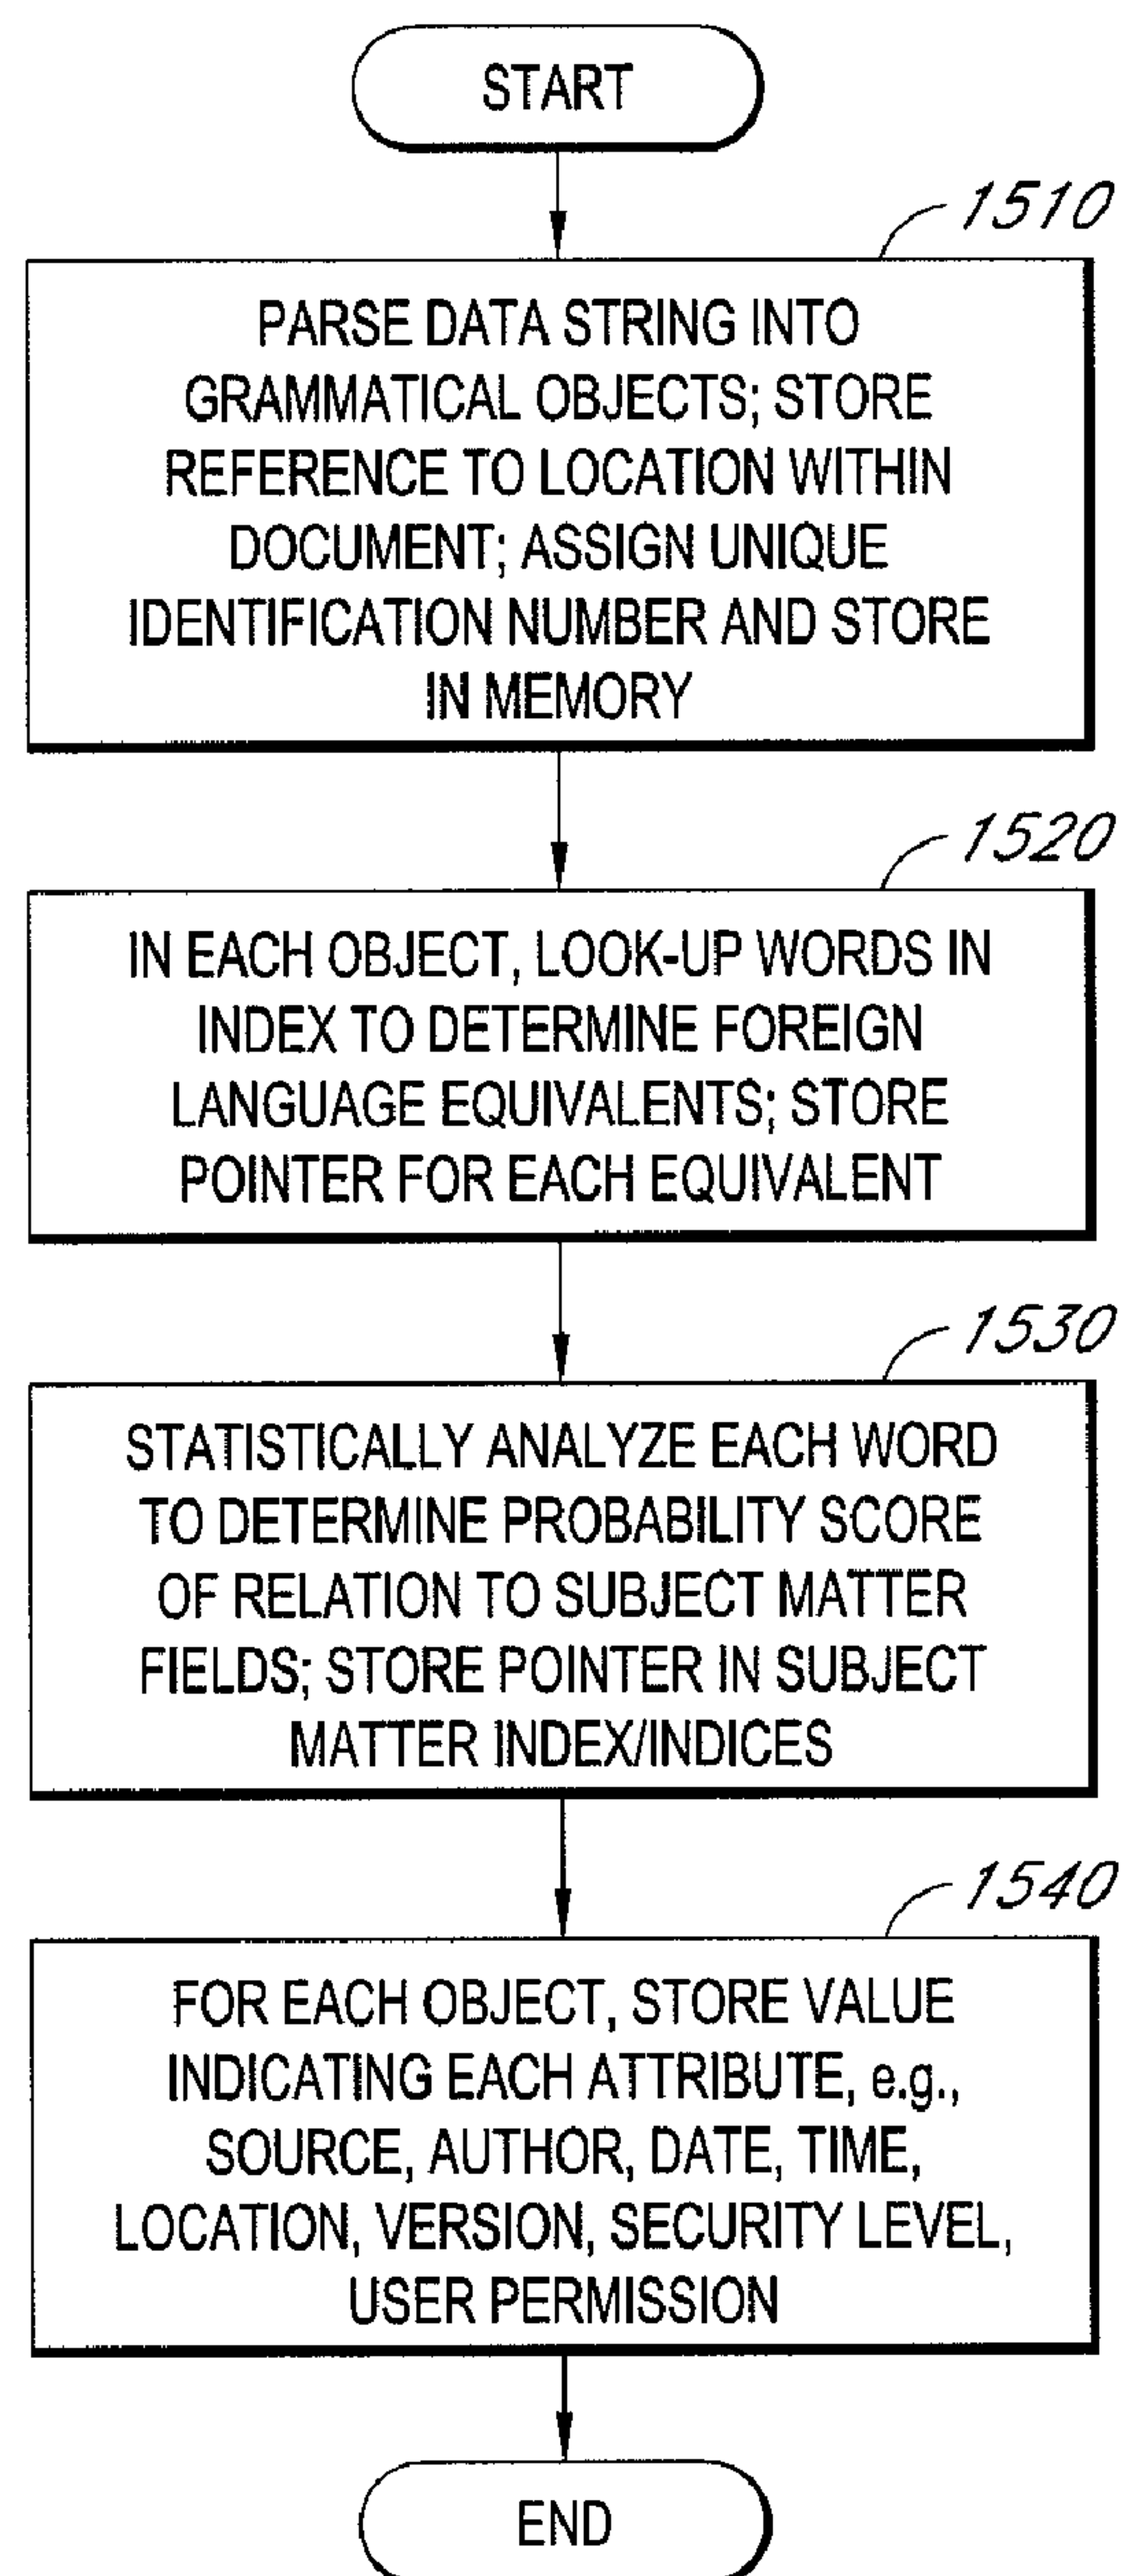 START
1510
PARSE DATA STRING INTO
GRAMMATICAL OBJECTS; STORE
REFERENCE TO LOCATION WITHIN
DOCUMENT; ASSIGN UNIQUE
IDENTIFICATION NUMBER AND STORE
IN MEMORY
1520
IN EACH OBJECT, LOOK-UP WORDS IN
INDEX TO DETERMINE FOREIGN
LANGUAGE EQUIVALENTS; STORE
POINTER FOR EACH EQUIVALENT
1530
STATISTICALLY ANALYZE EACH WORD
TO DETERMINE PROBABILITY SCORE
OF RELATION TO SUBJECT MATTER
FIELDS; STORE POINTER IN SUBJECT
MATTER INDEX/INDICES
1540
FOR EACH OBJECT, STORE VALUE
INDICATING EACH ATTRIBUTE, e.g.,
SOURCE, AUTHOR, DATE, TIME,
LOCATION, VERSION, SECURITY LEVEL,
USER PERMISSION
END